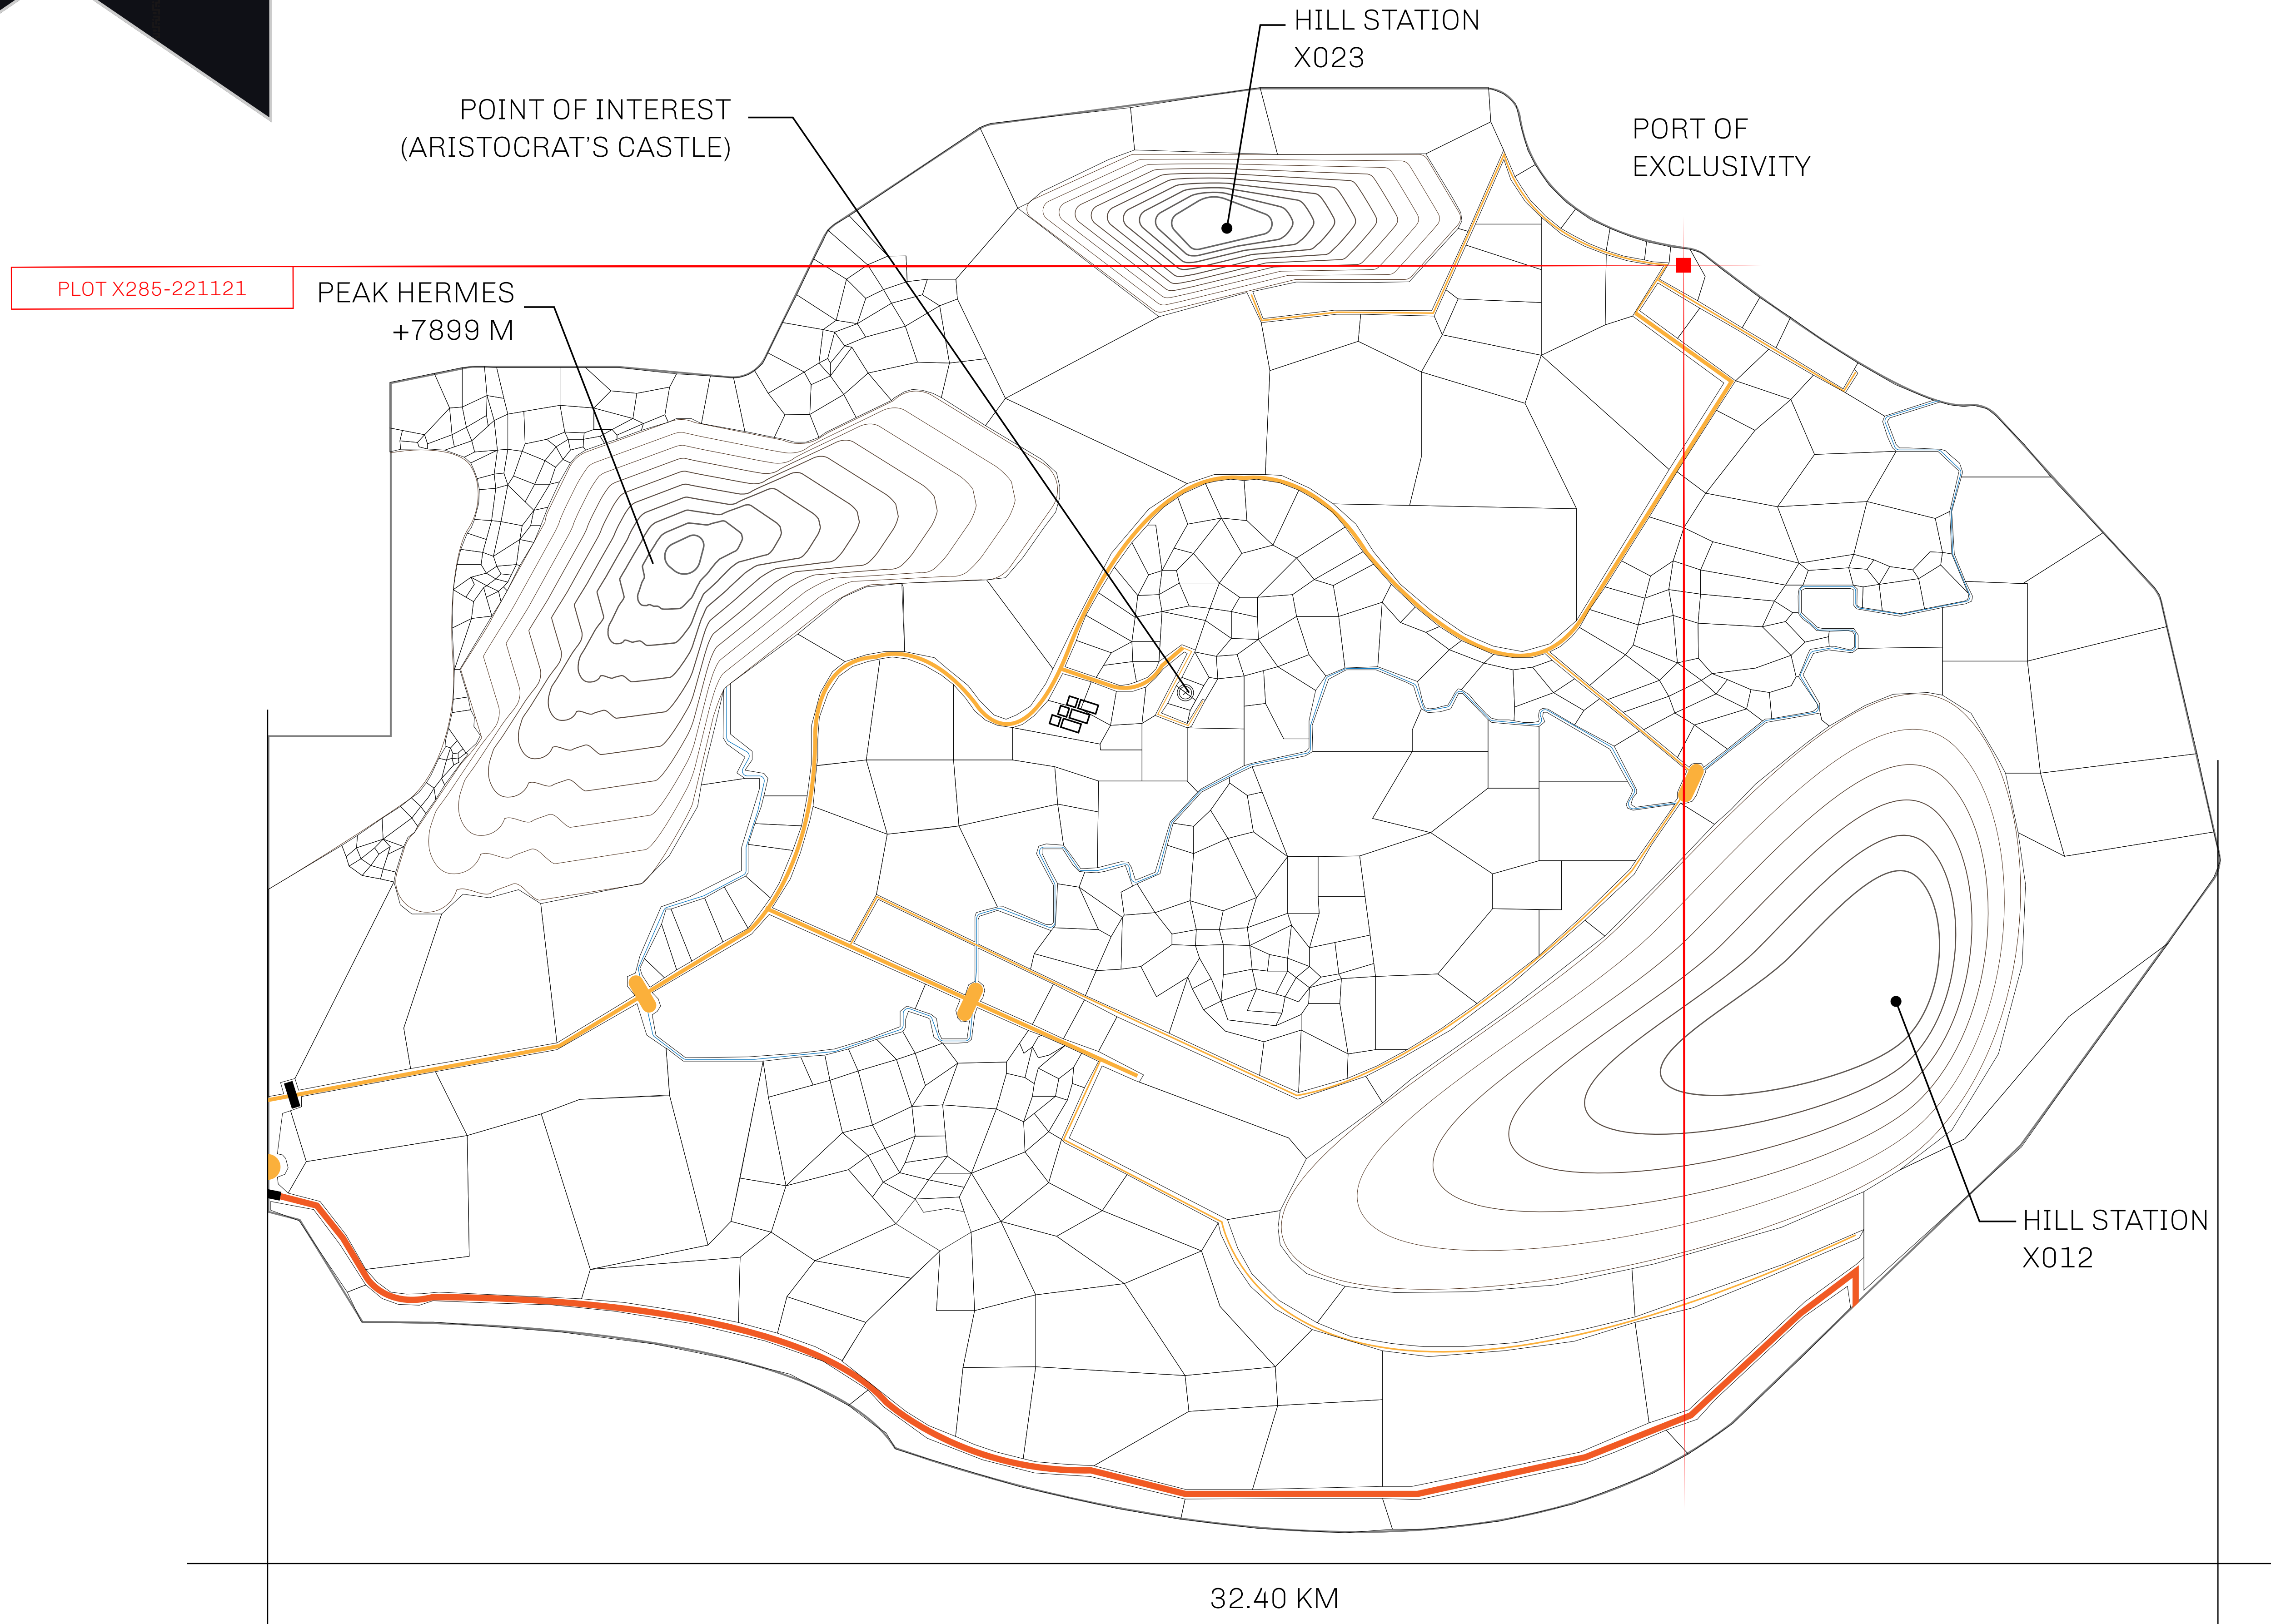 HILL STATION
X023
POINT OF INTEREST
(ARISTOCRAT'S CASTLE)
PORT OF
EXCLUSIVITY
PLOT X285-221121
PEAK HERMES
+7899 M
HILL STATION
X012
32.40 KM